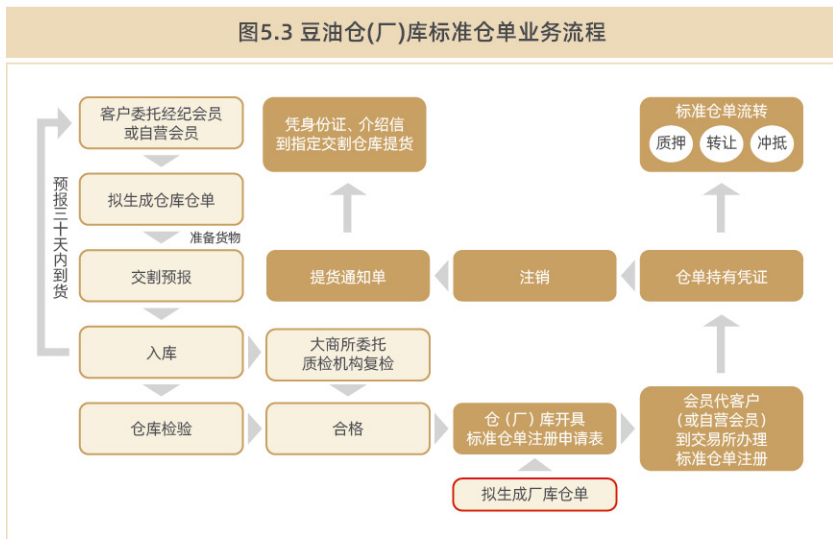 图5.3 豆油仓(厂)库标准仓单业务流程
客户委托经纪会员
或自营会员
凭身份证、介绍信
到指定交割仓库提货
标准仓单流转
质押
转让
冲抵
预报三十天内到货
拟生成仓库仓单
准备货物
交割预报
提货通知单
注销
仓单持有凭证
入库
大商所委托
质检机构复检
仓库检验
合格
仓（厂）库开具
标准仓单注册申请表
会员代客户
(或自营会员)
到交易所办理
标准仓单注册
拟生成厂库仓单